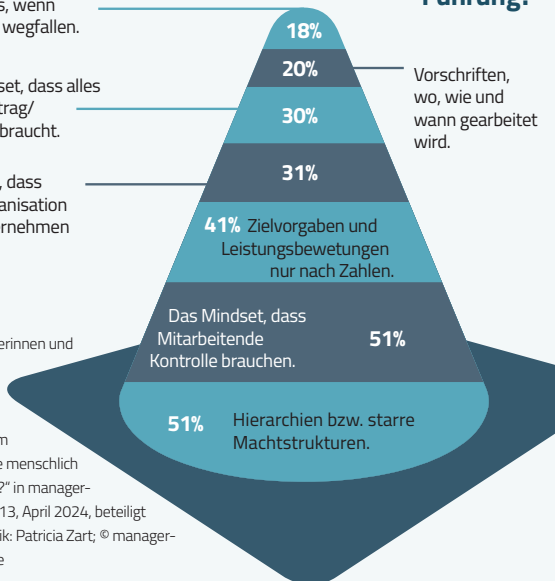 Führung?
s, wenn
wegfallen.
18%
20%
Vorschriften,
wo, wie und
wann gearbeitet
wird.
set, dass alles
trag/
braucht.
30%
, dass
anisation
ernehmen
31%
41% Zielvorgaben und
Leistungsbewetungen
nur nach Zahlen.
Das Mindset, dass
Mitarbeitende
Kontrolle brauchen.
51%
51%
Hierarchien bzw. starre
Machtstrukturen.
erinnen und
m
e menschlich
?“ in manager-
13, April 2024, beteiligt
ik: Patricia Zart; © manager-
e